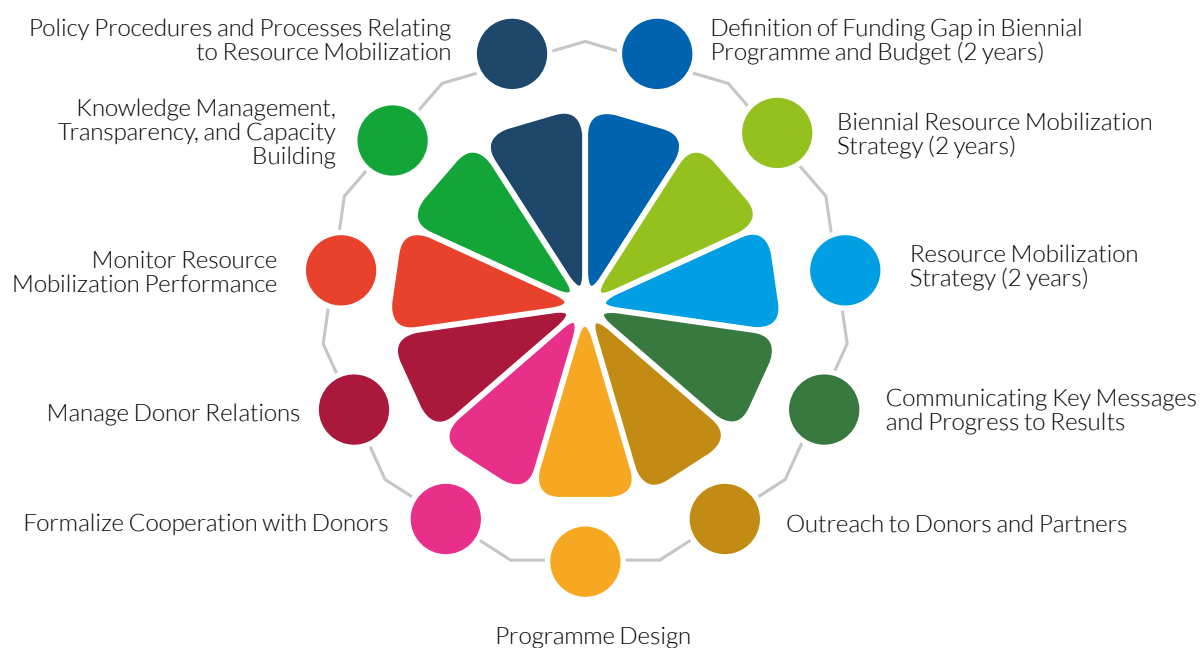 Policy Procedures and Processes Relating
to Resource Mobilization
Definition of Funding Gap in Biennial
Programme and Budget (2 years)
Knowledge Management,
Transparency, and Capacity
Building
Biennial Resource Mobilization
Strategy (2 years)
Monitor Resource
Mobilization Performance
Resource Mobilization
Strategy (2 years)
Manage Donor Relations
Communicating Key Messages
and Progress to Results
Formalize Cooperation with Donors
Outreach to Donors and Partners
Programme Design